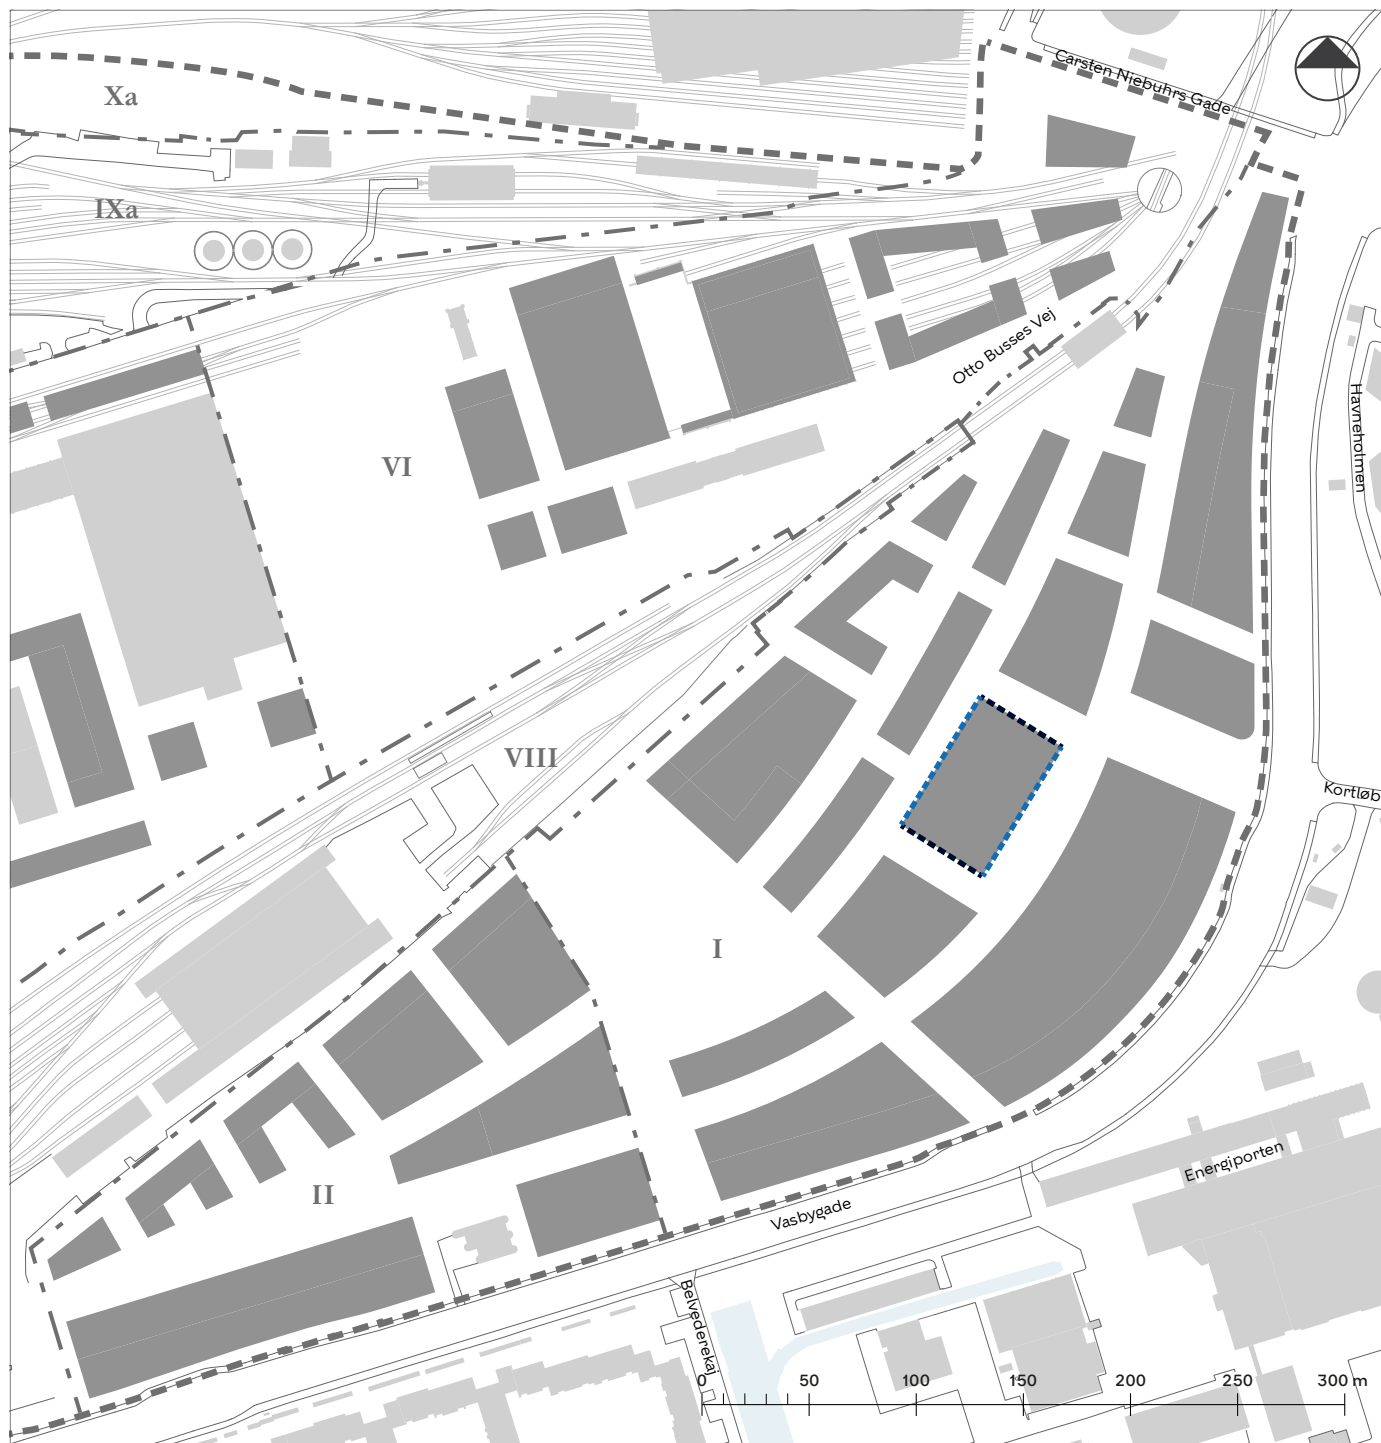 Carsten Niebuhrs Gade
Xa
IXa
Otto Busses Vej
Havneholmen
VI
VIII
Kortløb
I
Energiporten
II
Vasbygade
Belvederekaj
0 50 100 150 200 250 300 m